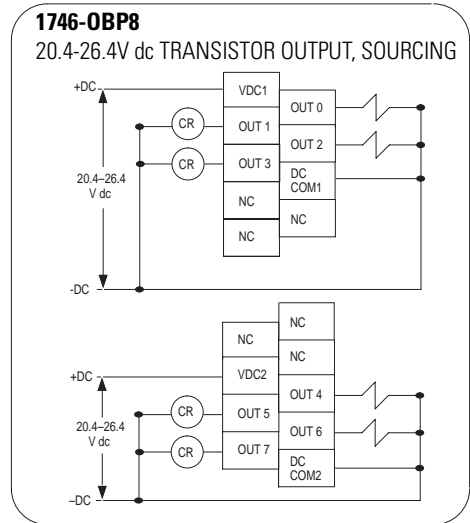 1746-OBP8
20.4-26.4V dc TRANSISTOR OUTPUT, SOURCING
+DC
VDC1
OUT 0
CR
OUT 1
OUT 2
CR
OUT 3
DC
COM1
20.4–26.4
V dc
NC
NC
NC
-DC
NC
NC
NC
+DC
VDC2
OUT 4
CR
OUT 5
OUT 6
20.4–26.4
V dc
CR
OUT 7
DC
COM2
–DC